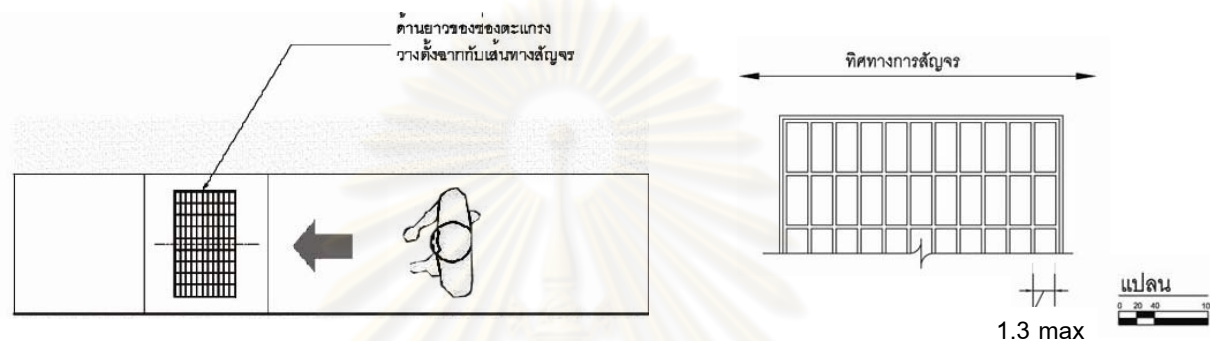 ด้านยาวของช่องตะแกรง
วางตั้งฉากกับเส้นทางสัญจร
ทิศทางการสัญจร
แปลน
0 20 40 10
1.3 max